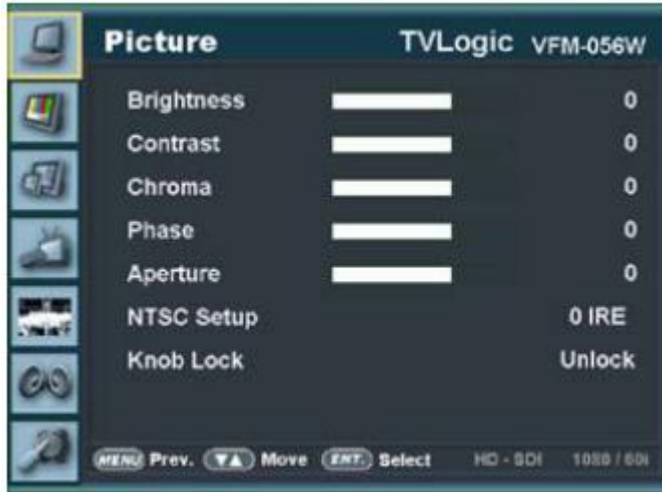 Picture TVLogic VFM-056W
Brightness 0
Contrast 0
Chroma 0
Phase 0
Aperture 0
NTSC Setup 0 IRE
Knob Lock Unlock
MENU Prev. ▼▲ Move ENT. Select HD - SDI 1080 / 60i